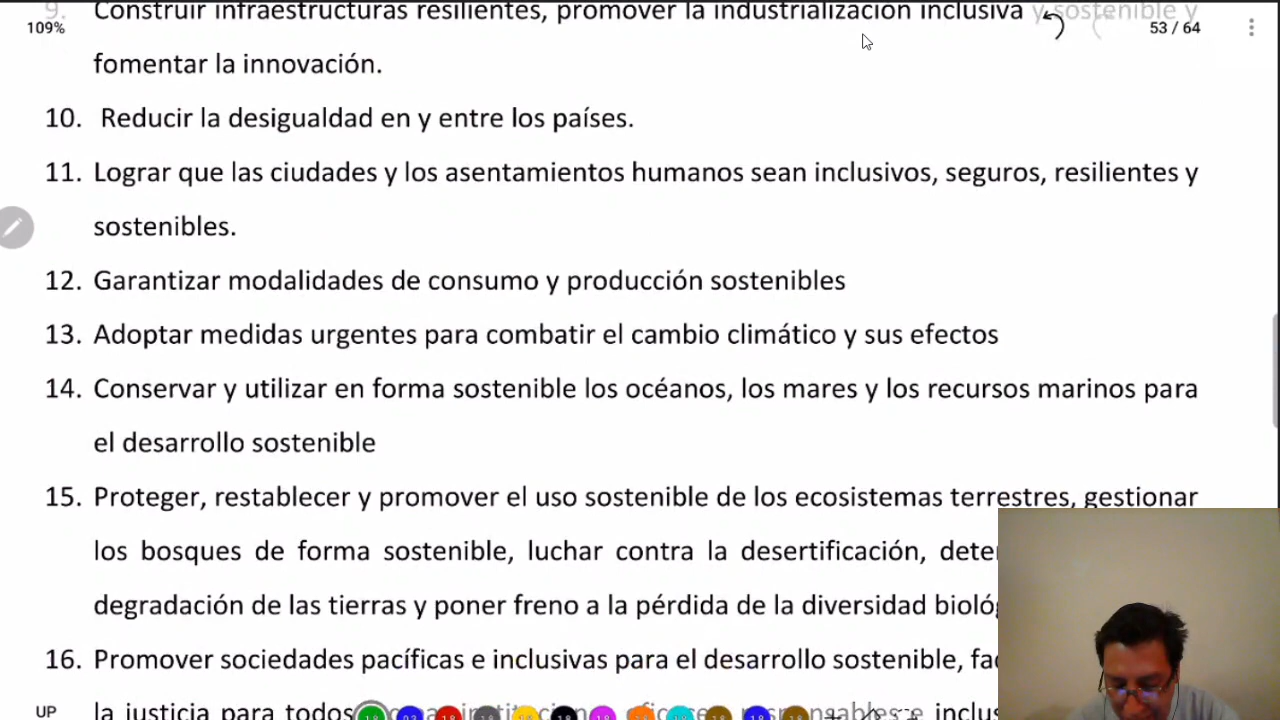 9. Construir infraestructuras resilientes, promover la industrialización inclusiva y sostenible y
109%
53 / 64
fomentar la innovación.
10. Reducir la desigualdad en y entre los países.
11. Lograr que las ciudades y los asentamientos humanos sean inclusivos, seguros, resilientes y
sostenibles.
12. Garantizar modalidades de consumo y producción sostenibles
13. Adoptar medidas urgentes para combatir el cambio climático y sus efectos
14. Conservar y utilizar en forma sostenible los océanos, los mares y los recursos marinos para
el desarrollo sostenible
15. Proteger, restablecer y promover el uso sostenible de los ecosistemas terrestres, gestionar
los bosques de forma sostenible, luchar contra la desertificación, dete
degradación de las tierras y poner freno a la pérdida de la diversidad bioló
16. Promover sociedades pacíficas e inclusivas para el desarrollo sostenible, fa
UP
la justicia para todos